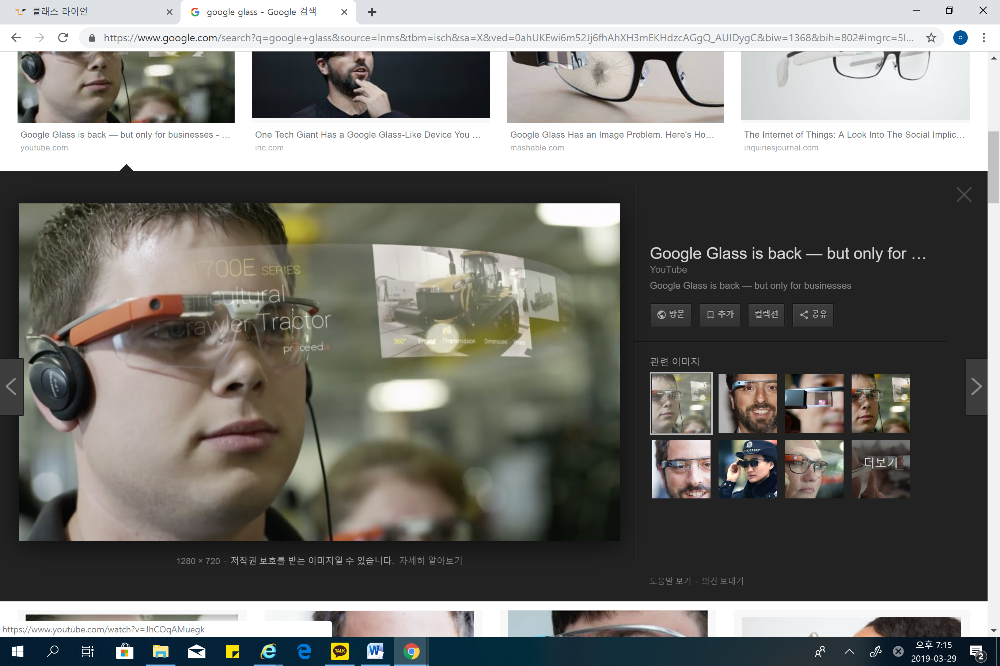 클래스 라이언
google glass - Google 검색
https://www.google.com/search?q=google+glass&source=lnms&tbm=isch&sa=X&ved=0ahUKEwi6m52Jj6fhAhXH3mEKHdzcAGgQ_AUIDygC&biw=1368&bih=802#imgrc=5l...
Google Glass is back — but only for businesses - ...
youtube.com
One Tech Giant Has a Google Glass-Like Device You ...
inc.com
Google Glass Has an Image Problem. Here's Ho...
mashable.com
The Internet of Things: A Look Into The Social Implic...
inquiriesjournal.com
700E SERIES
Tractor
proceedix
360° Engine Transmission Dimensions Photos
Google Glass is back — but only for ...
YouTube
Google Glass is back — but only for businesses
방문 추가 컬렉션 공유
관련 이미지
더보기
1280 × 720 - 저작권 보호를 받는 이미지일 수 있습니다. 자세히 알아보기
도움말 보기 - 의견 보내기
https://www.youtube.com/watch?v=JhCOqAMuegk
TALK
오후 7:15
2019-03-29
2